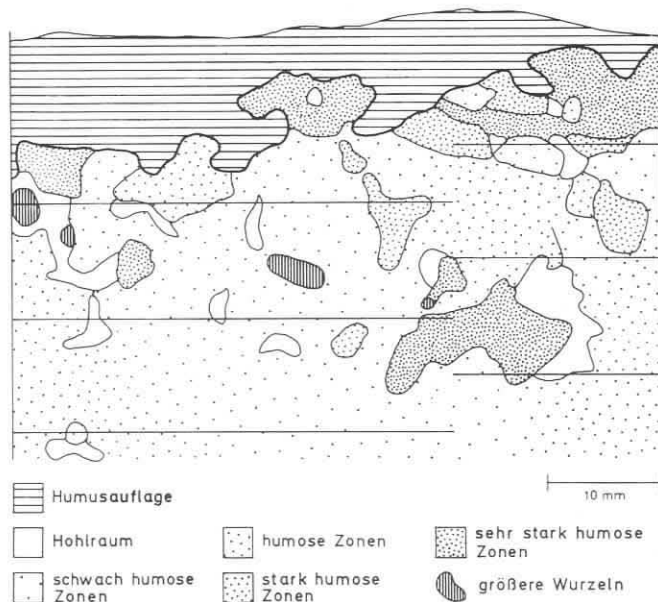 Humusauflage
10 mm
Hohlraum
humose Zonen
sehr stark humose
Zonen
schwach humose
Zonen
stark humose
Zonen
größere Wurzeln